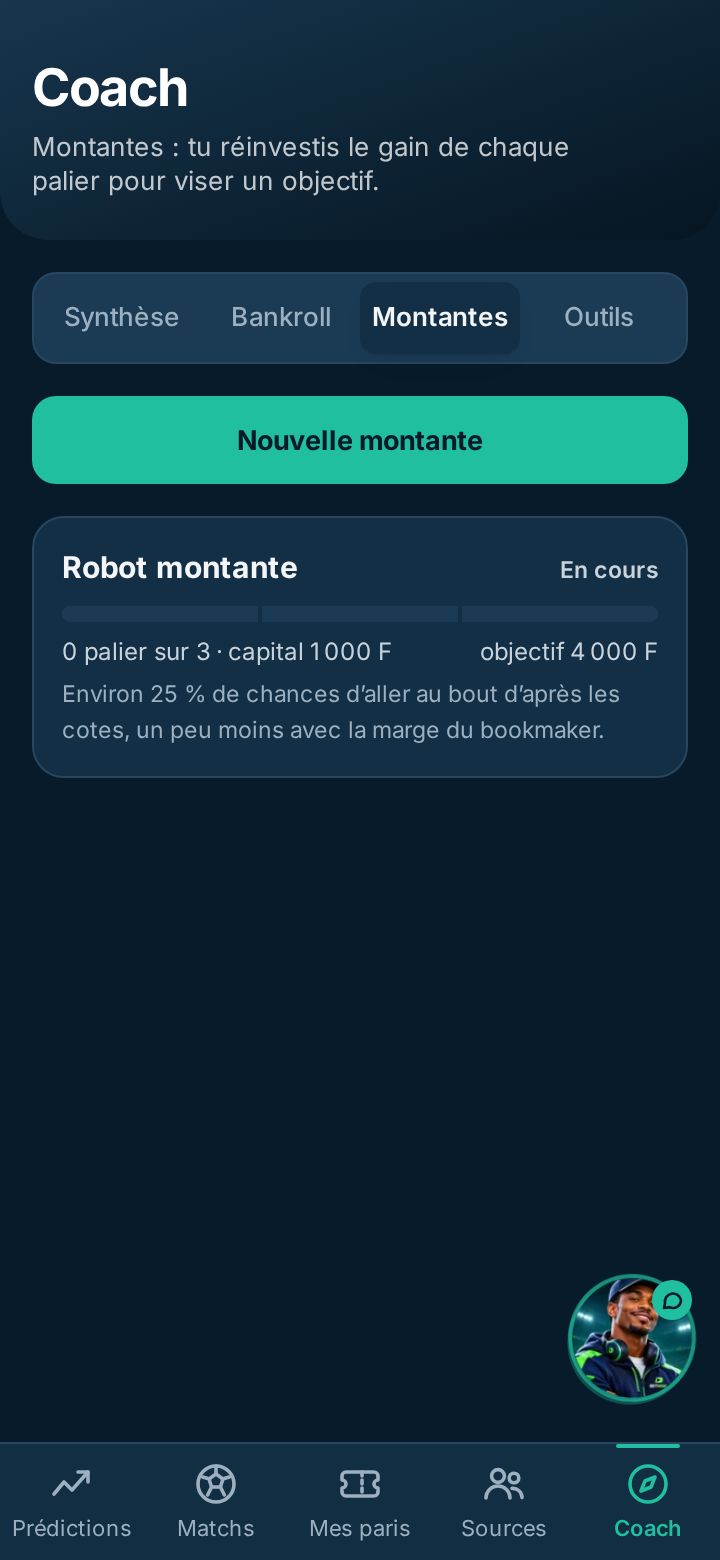 Coach
Montantes : tu réinvestis le gain de chaque
palier pour viser un objectif.
Synthèse Bankroll Montantes Outils
Nouvelle montante
Robot montante En cours
0 palier sur 3 · capital 1 000 F objectif 4 000 F
Environ 25 % de chances d’aller au bout d’après les
cotes, un peu moins avec la marge du bookmaker.
Prédictions Matchs Mes paris Sources Coach